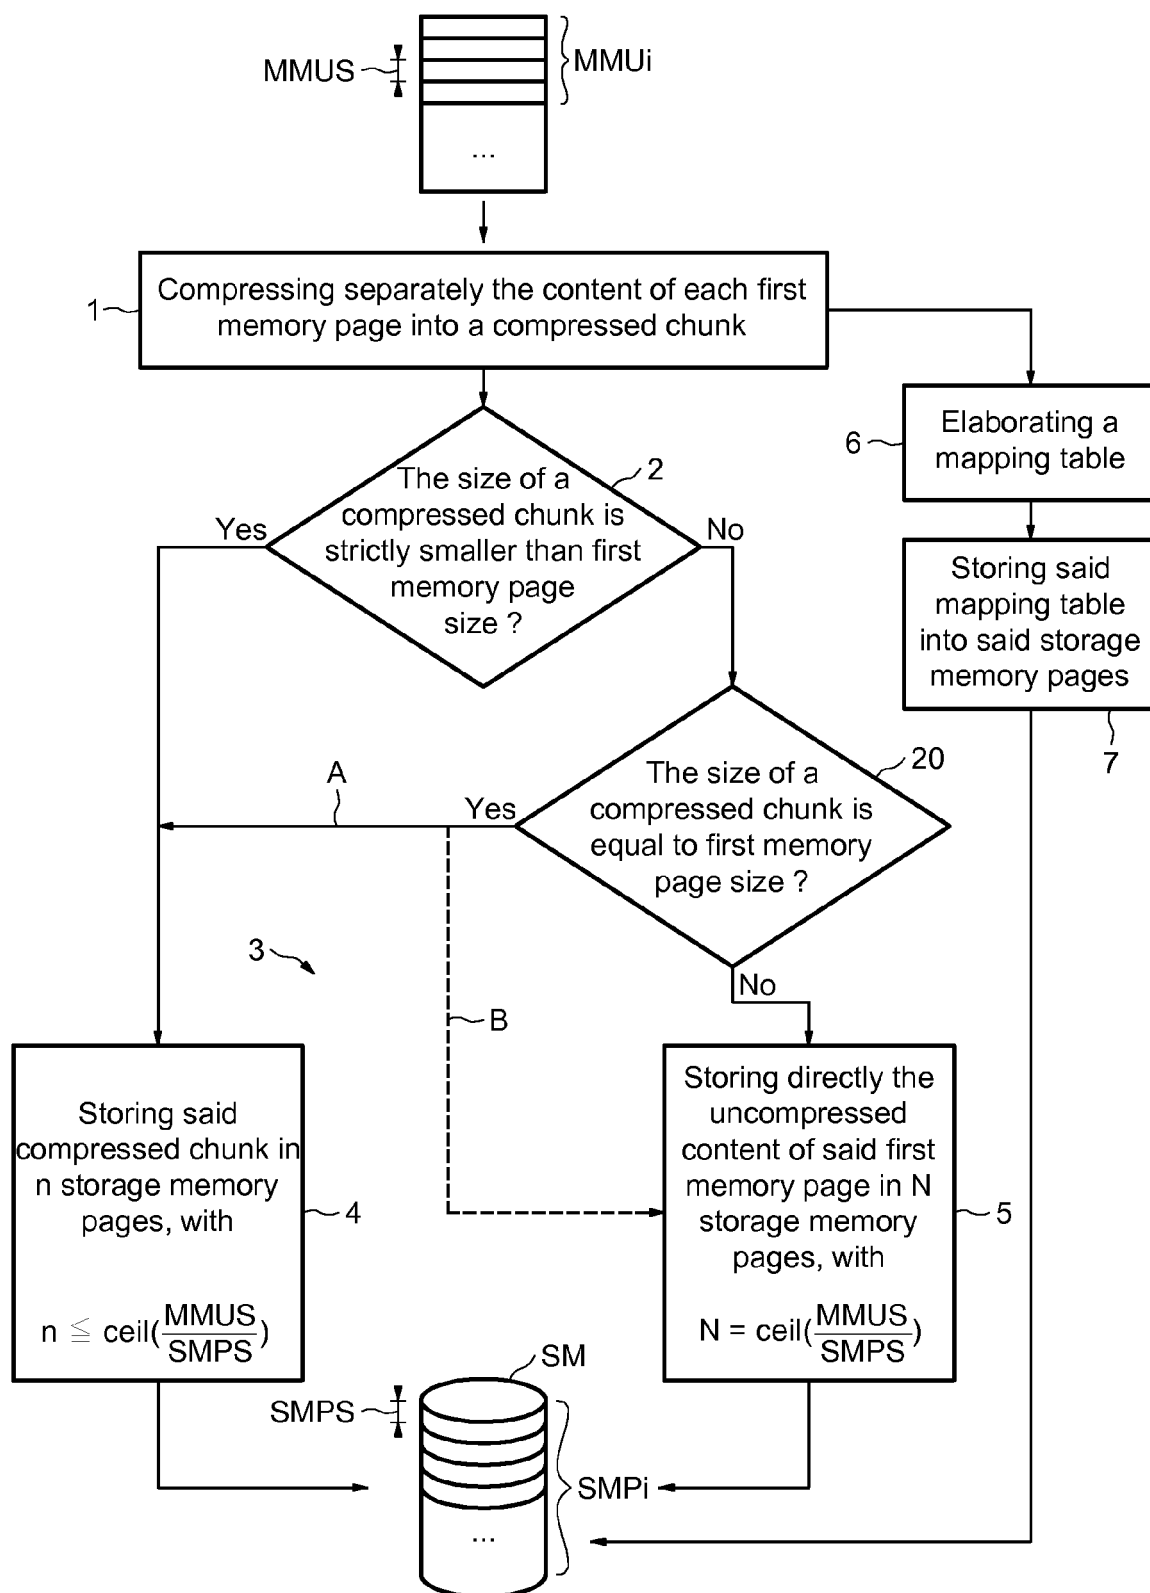 MMUS
MMUi
...
1
Compressing separately the content of each first
memory page into a compressed chunk
6
Elaborating a
mapping table
2
The size of a
compressed chunk is
strictly smaller than first
memory page
size ?
Yes
No
Storing said
mapping table
into said storage
memory pages
7
20
The size of a
compressed chunk is
equal to first memory
page size ?
A
Yes
3
No
B
Storing said
compressed chunk in
n storage memory
pages, with
n ≦ ceil(MMUS/SMPS)
4
Storing directly the
uncompressed
content of said first
memory page in N
storage memory
pages, with
N = ceil(MMUS/SMPS)
5
SM
SMPS
SMPi
...